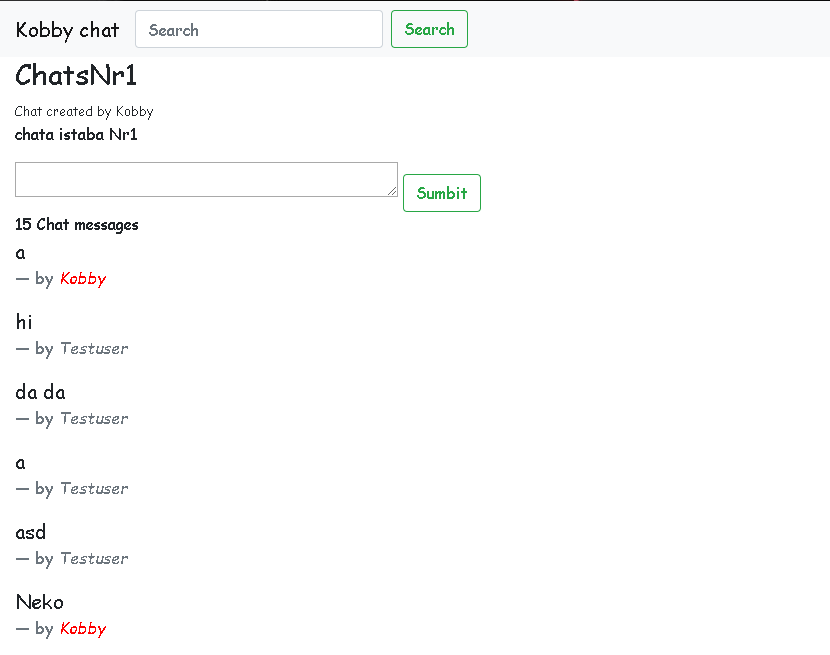 Kobby chat Search Search
ChatsNr1
Chat created by Kobby
chata istaba Nr1
Sumbit
15 Chat messages
a
— by Kobby
hi
— by Testuser
da da
— by Testuser
a
— by Testuser
asd
— by Testuser
Neko
— by Kobby